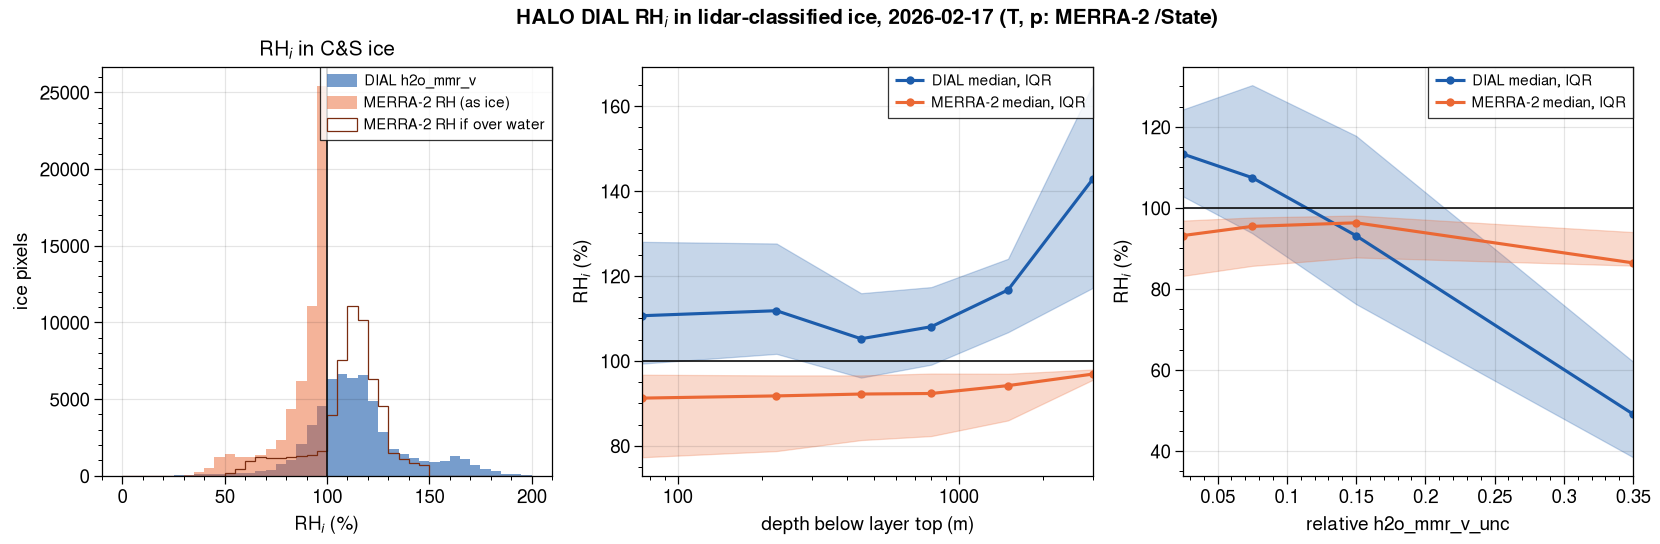 HALO DIAL RHi in lidar-classified ice, 2026-02-17 (T, p: MERRA-2 /State)
RHi in C&S ice
DIAL h2o_mmr_v
MERRA-2 RH (as ice)
MERRA-2 RH if over water
ice pixels
25000
20000
15000
10000
5000
0
0 50 100 150 200
RHi (%)
DIAL median, IQR
MERRA-2 median, IQR
RHi (%)
160
140
120
100
80
100 1000
depth below layer top (m)
DIAL median, IQR
MERRA-2 median, IQR
RHi (%)
120
100
80
60
40
0.05 0.1 0.15 0.2 0.25 0.3 0.35
relative h2o_mmr_v_unc